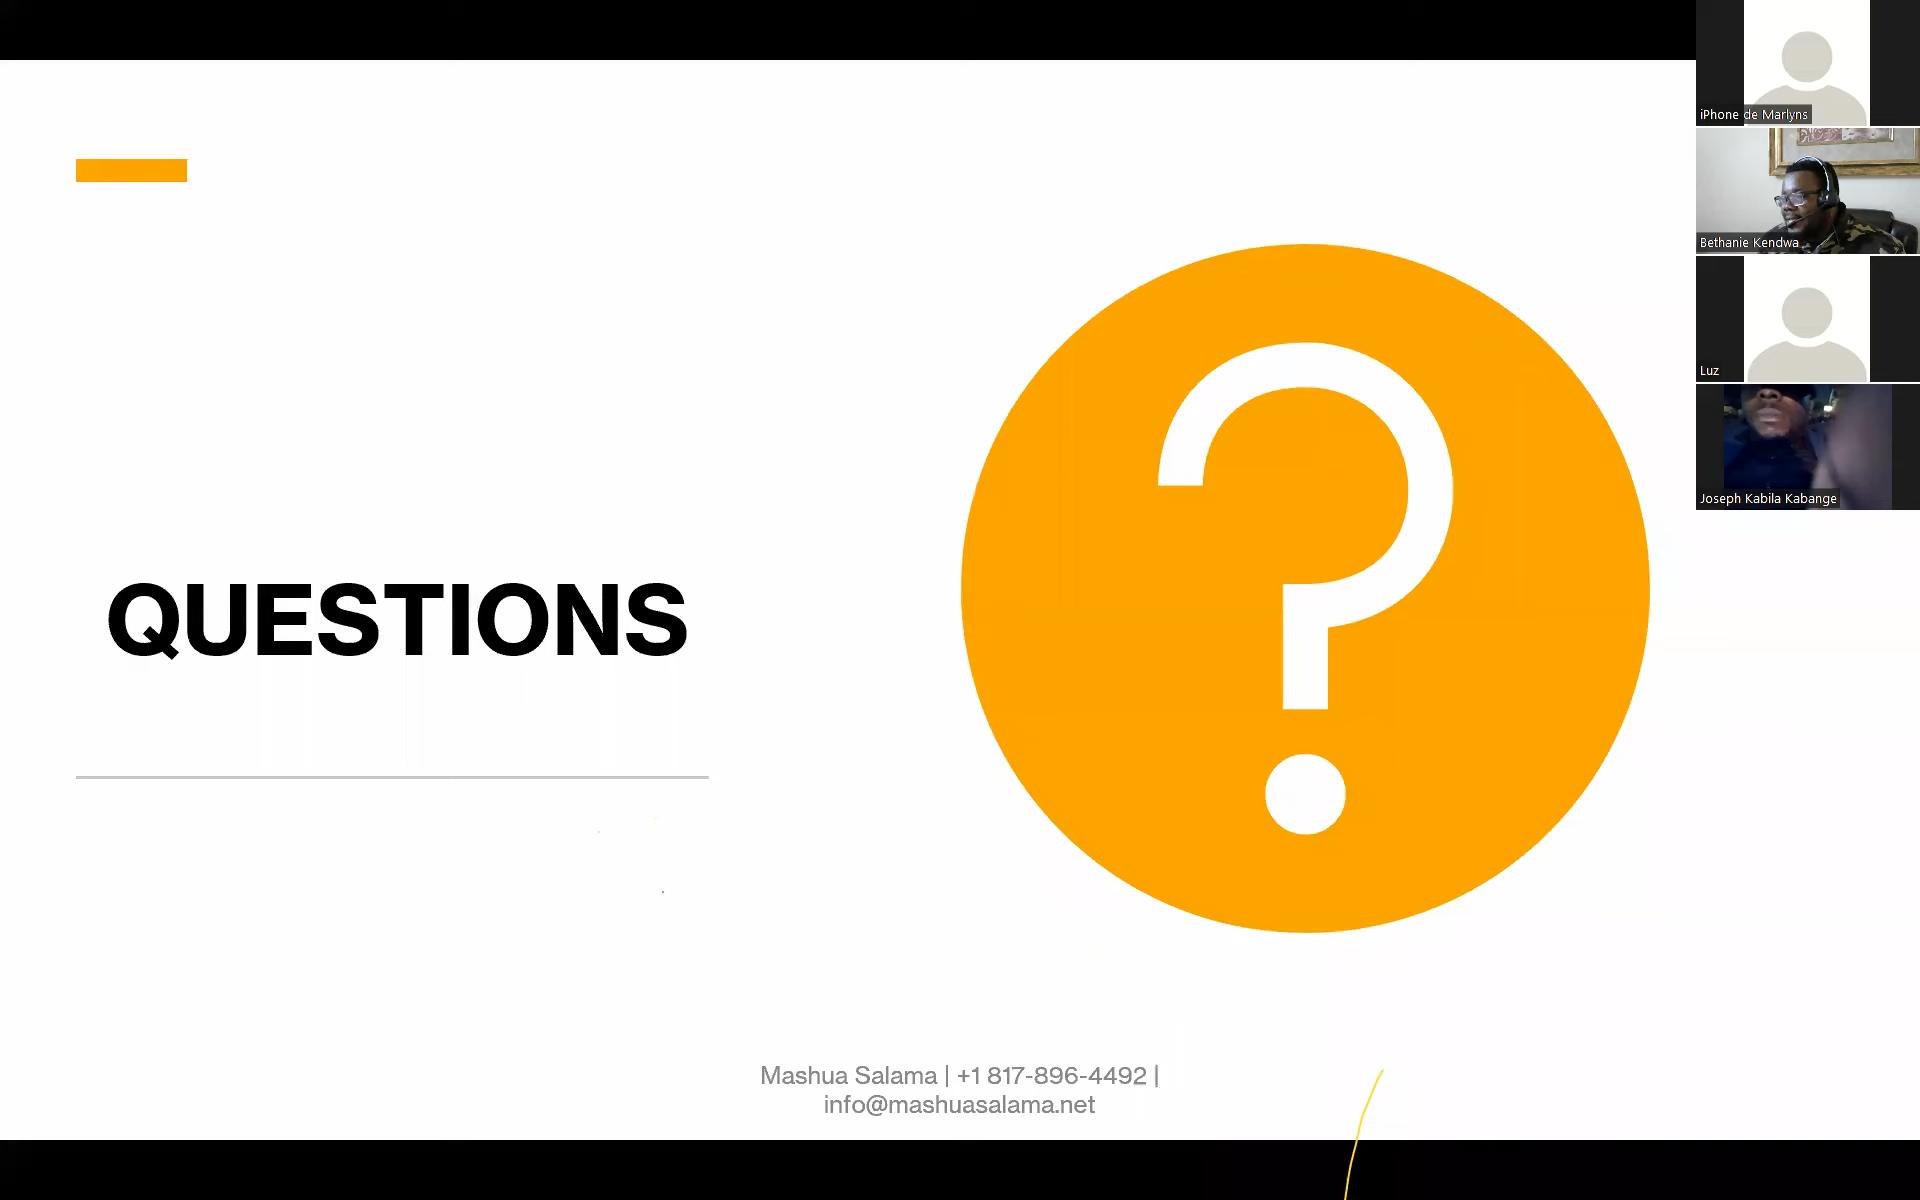 QUESTIONS
Mashua Salama | +1 817-896-4492 |
info@mashuasalama.net
iPhone de Marlyns
Bethanie Kendwa
Luz
Joseph Kabila Kabange